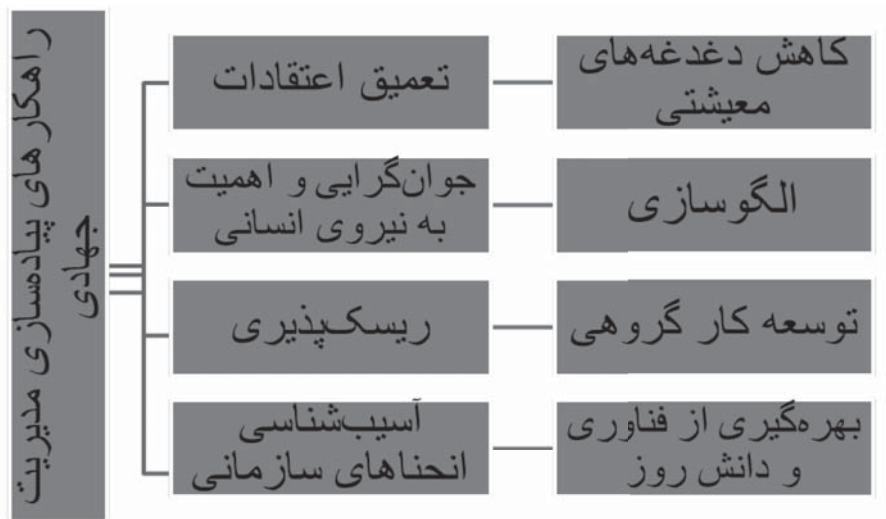 راهکارهای پیاده‌سازی مدیریت
جهادی
تعمیق اعتقادات
کاهش دغدغه‌های
معیشتی
جوان‌گرایی و اهمیت
به نیروی انسانی
الگوسازی
ریسک‌پذیری
توسعه کار گروهی
آسیب‌شناسی
انحناهای سازمانی
بهره‌گیری از فناوری
و دانش روز